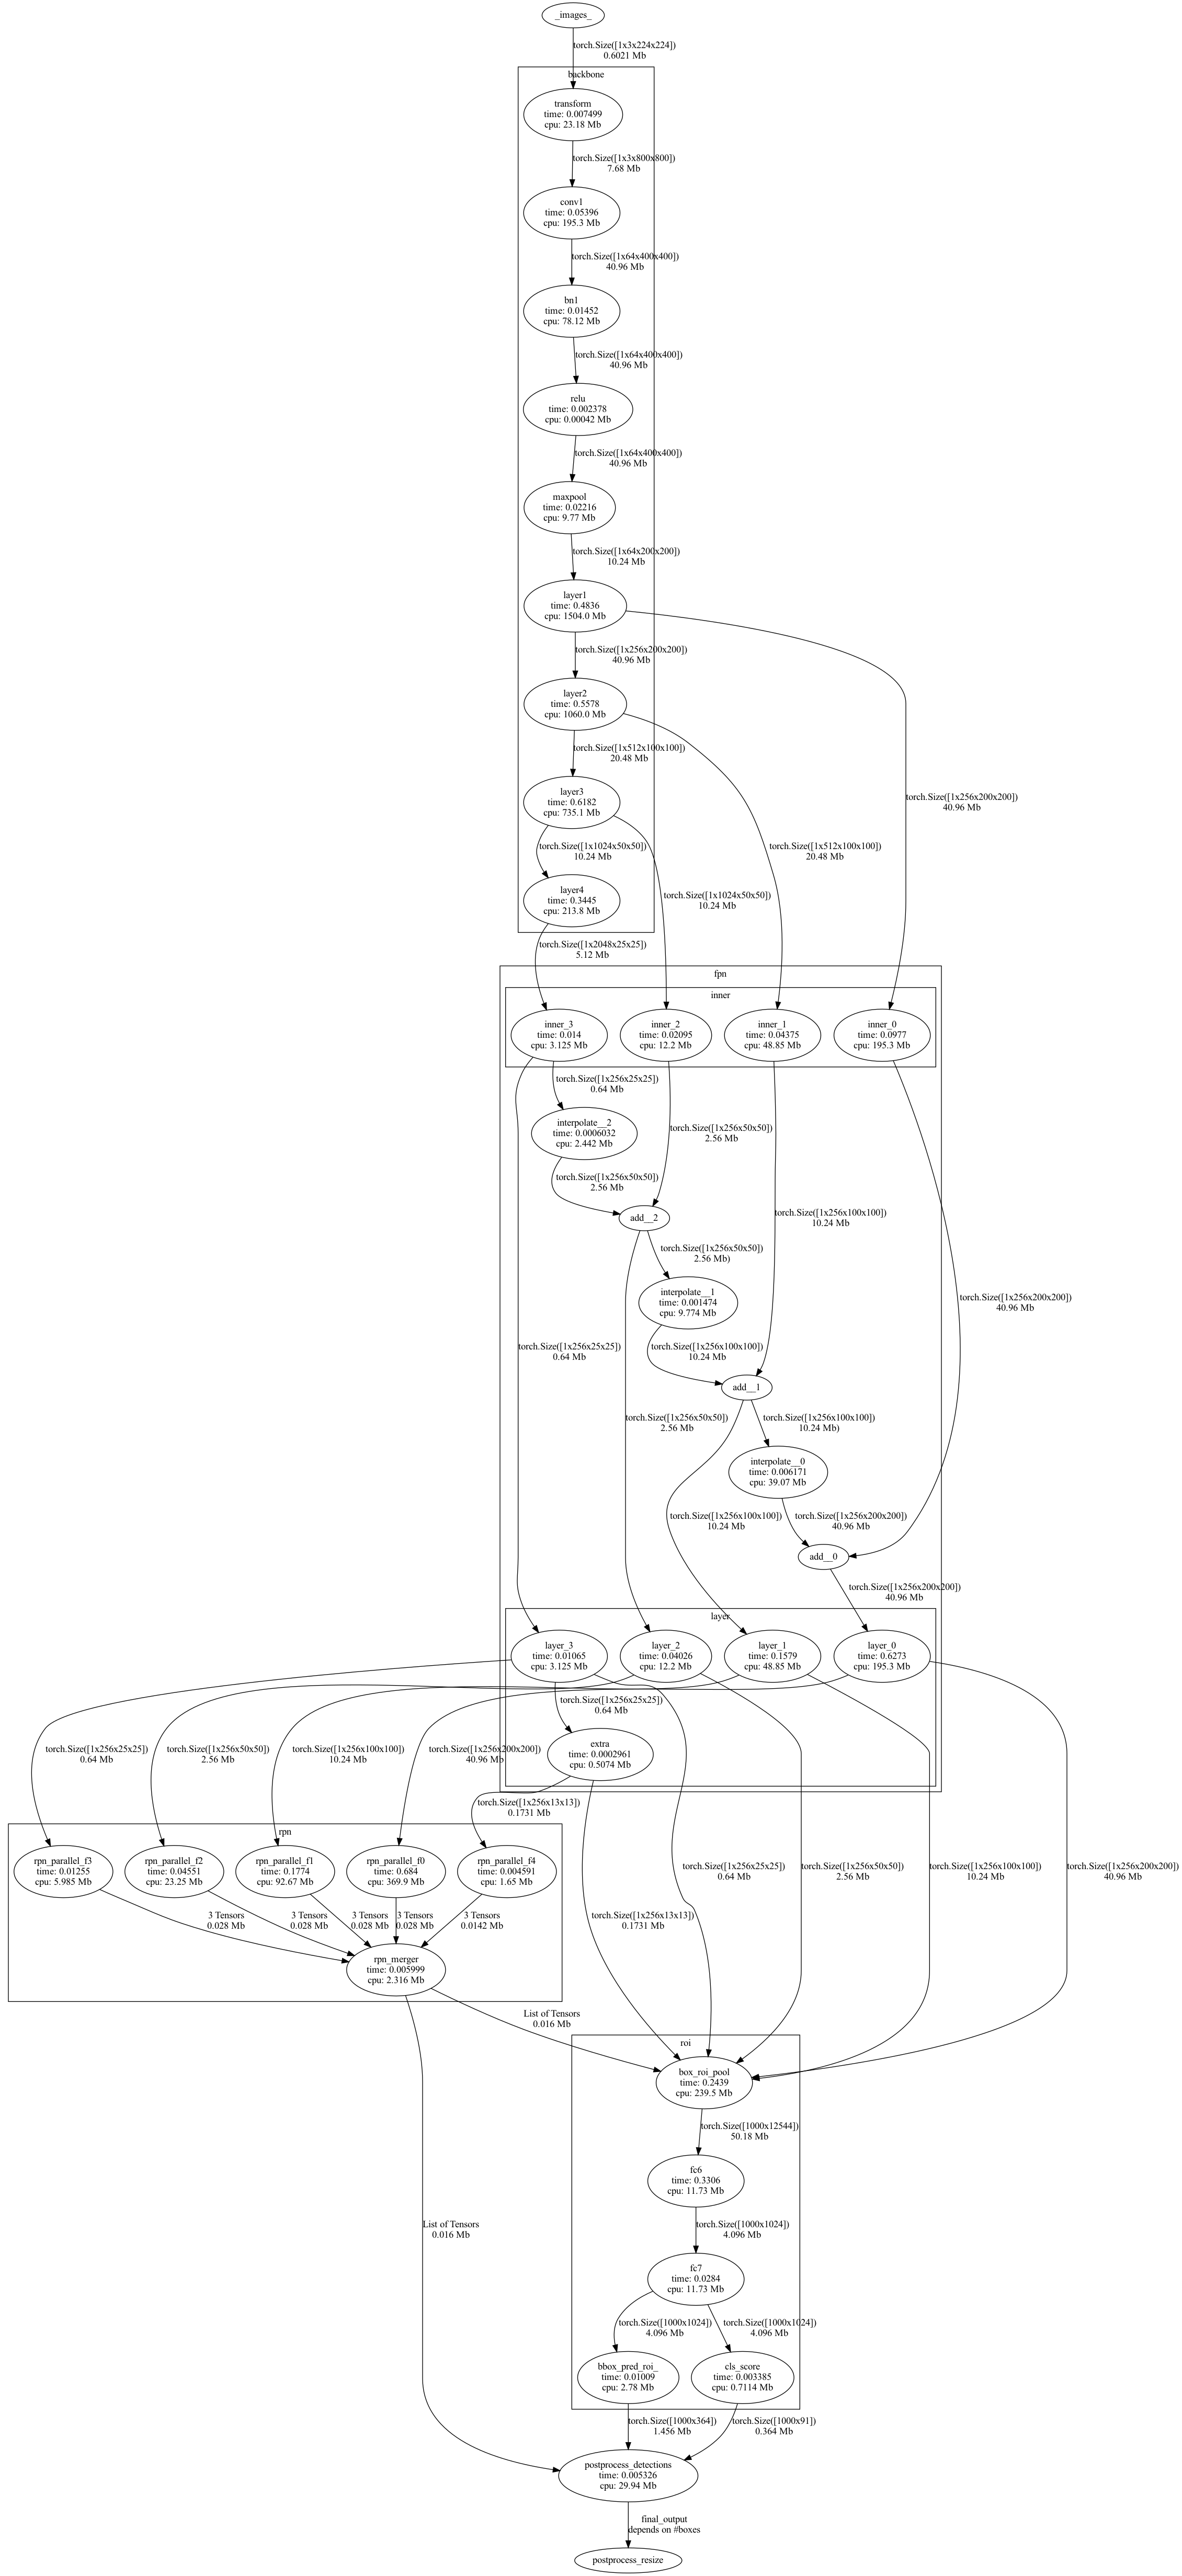 _images_
torch.Size([1x3x224x224])
0.6021 Mb
backbone
transform
time: 0.007499
cpu: 23.18 Mb
torch.Size([1x3x800x800])
7.68 Mb
conv1
time: 0.05396
cpu: 195.3 Mb
torch.Size([1x64x400x400])
40.96 Mb
bn1
time: 0.01452
cpu: 78.12 Mb
torch.Size([1x64x400x400])
40.96 Mb
relu
time: 0.002378
cpu: 0.00042 Mb
torch.Size([1x64x400x400])
40.96 Mb
maxpool
time: 0.02216
cpu: 9.77 Mb
torch.Size([1x64x200x200])
10.24 Mb
layer1
time: 0.4836
cpu: 1504.0 Mb
torch.Size([1x256x200x200])
40.96 Mb
layer2
time: 0.5578
cpu: 1060.0 Mb
torch.Size([1x512x100x100])
20.48 Mb
layer3
time: 0.6182
cpu: 735.1 Mb
torch.Size([1x256x200x200])
40.96 Mb
torch.Size([1x1024x50x50])
10.24 Mb
torch.Size([1x512x100x100])
20.48 Mb
layer4
time: 0.3445
cpu: 213.8 Mb
torch.Size([1x1024x50x50])
10.24 Mb
torch.Size([1x2048x25x25])
5.12 Mb
fpn
inner
inner_3
time: 0.014
cpu: 3.125 Mb
inner_2
time: 0.02095
cpu: 12.2 Mb
inner_1
time: 0.04375
cpu: 48.85 Mb
inner_0
time: 0.0977
cpu: 195.3 Mb
torch.Size([1x256x25x25])
0.64 Mb
interpolate__2
time: 0.0006032
cpu: 2.442 Mb
torch.Size([1x256x50x50])
2.56 Mb
torch.Size([1x256x50x50])
2.56 Mb
add__2
torch.Size([1x256x100x100])
10.24 Mb
torch.Size([1x256x50x50])
2.56 Mb)
interpolate__1
time: 0.001474
cpu: 9.774 Mb
torch.Size([1x256x200x200])
40.96 Mb
torch.Size([1x256x25x25])
0.64 Mb
torch.Size([1x256x100x100])
10.24 Mb
add__1
torch.Size([1x256x50x50])
2.56 Mb
torch.Size([1x256x100x100])
10.24 Mb)
interpolate__0
time: 0.006171
cpu: 39.07 Mb
torch.Size([1x256x100x100])
10.24 Mb
torch.Size([1x256x200x200])
40.96 Mb
add__0
torch.Size([1x256x200x200])
40.96 Mb
layer
layer_3
time: 0.01065
cpu: 3.125 Mb
layer_2
time: 0.04026
cpu: 12.2 Mb
layer_1
time: 0.1579
cpu: 48.85 Mb
layer_0
time: 0.6273
cpu: 195.3 Mb
torch.Size([1x256x25x25])
0.64 Mb
torch.Size([1x256x25x25])
0.64 Mb
torch.Size([1x256x50x50])
2.56 Mb
torch.Size([1x256x100x100])
10.24 Mb
torch.Size([1x256x200x200])
40.96 Mb
extra
time: 0.0002961
cpu: 0.5074 Mb
torch.Size([1x256x13x13])
0.1731 Mb
rpn
rpn_parallel_f3
time: 0.01255
cpu: 5.985 Mb
rpn_parallel_f2
time: 0.04551
cpu: 23.25 Mb
rpn_parallel_f1
time: 0.1774
cpu: 92.67 Mb
rpn_parallel_f0
time: 0.684
cpu: 369.9 Mb
rpn_parallel_f4
time: 0.004591
cpu: 1.65 Mb
torch.Size([1x256x25x25])
0.64 Mb
torch.Size([1x256x50x50])
2.56 Mb
torch.Size([1x256x100x100])
10.24 Mb
torch.Size([1x256x200x200])
40.96 Mb
3 Tensors
0.028 Mb
3 Tensors
0.028 Mb
3 Tensors
0.028 Mb
3 Tensors
0.028 Mb
3 Tensors
0.0142 Mb
torch.Size([1x256x13x13])
0.1731 Mb
rpn_merger
time: 0.005999
cpu: 2.316 Mb
List of Tensors
0.016 Mb
roi
box_roi_pool
time: 0.2439
cpu: 239.5 Mb
torch.Size([1000x12544])
50.18 Mb
fc6
time: 0.3306
cpu: 11.73 Mb
List of Tensors
0.016 Mb
torch.Size([1000x1024])
4.096 Mb
fc7
time: 0.0284
cpu: 11.73 Mb
torch.Size([1000x1024])
4.096 Mb
torch.Size([1000x1024])
4.096 Mb
bbox_pred_roi_
time: 0.01009
cpu: 2.78 Mb
cls_score
time: 0.003385
cpu: 0.7114 Mb
torch.Size([1000x364])
1.456 Mb
torch.Size([1000x91])
0.364 Mb
postprocess_detections
time: 0.005326
cpu: 29.94 Mb
final_output
depends on #boxes
postprocess_resize